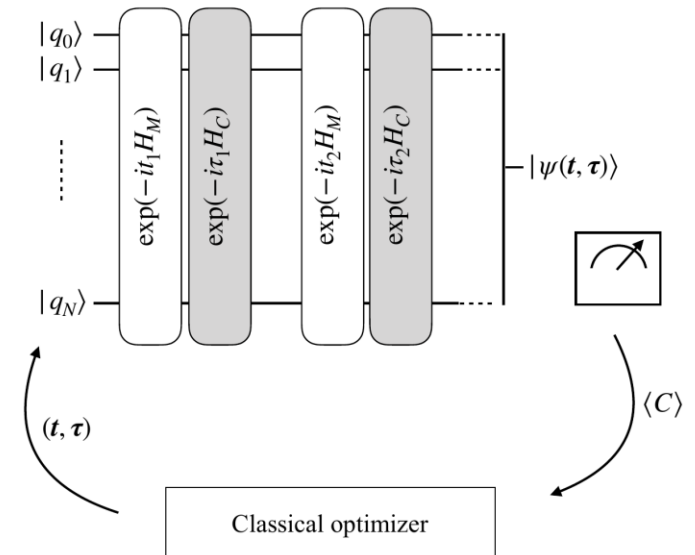 |q₀⟩
|q₁⟩
exp(−it₁H_M)
exp(−iτ₁H_C)
exp(−it₂H_M)
exp(−iτ₂H_C)
|ψ(t, τ)⟩
|q_N⟩
⟨C⟩
(t, τ)
Classical optimizer